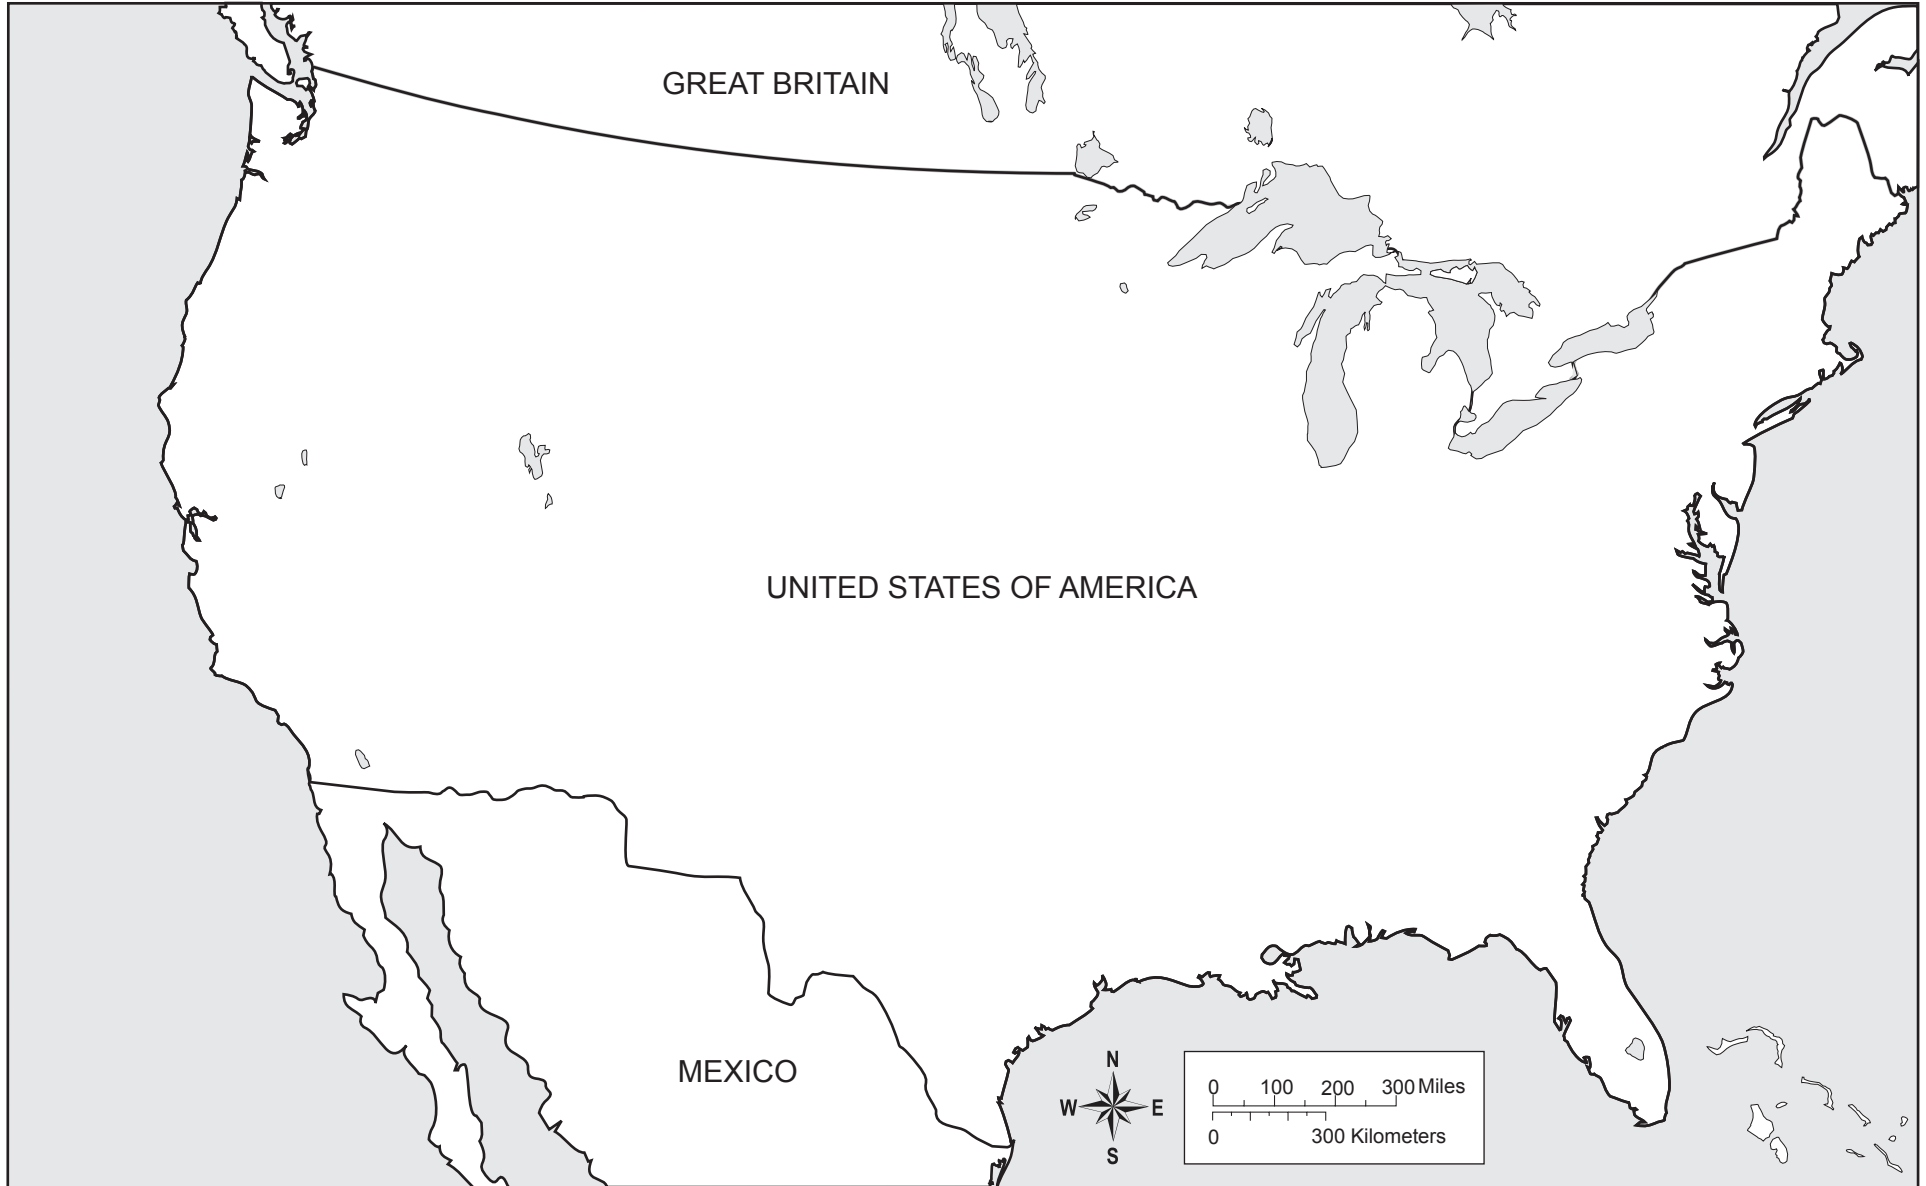 GREAT BRITAIN
UNITED STATES OF AMERICA
MEXICO
N
W E
S
0 100 200 300 Miles
0 300 Kilometers